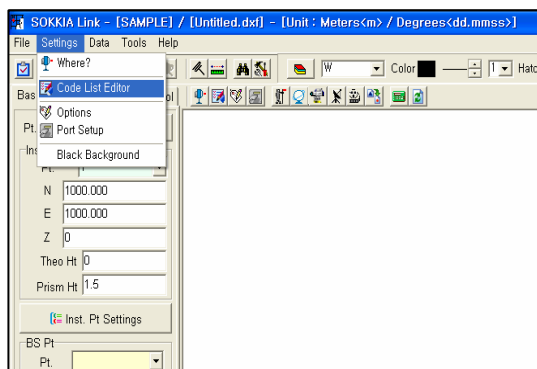 SOKKIA Link - [SAMPLE] / [Untitled.dxf] - [Unit : Meters<m> / Degrees<dd.mmss>]
File Settings Data Tools Help
Where?
Code List Editor
Options
Port Setup
Black Background
W Color 1 Hatc
Bas ol
Pt.
Ins
Pt. 1
N 1000.000
E 1000.000
Z 0
Theo Ht 0
Prism Ht 1.5
Inst. Pt Settings
BS Pt
Pt.